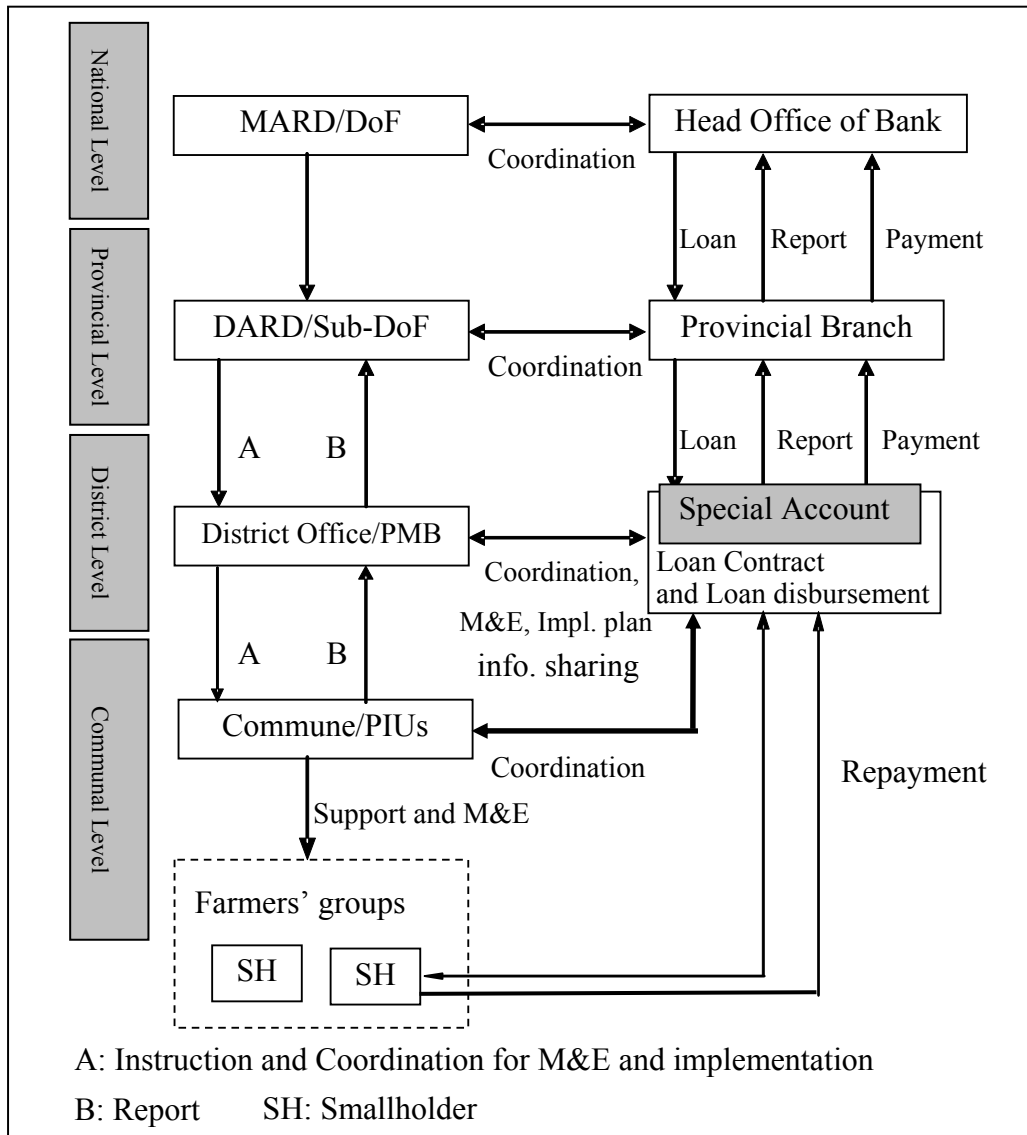 National Level
MARD/DoF
Head Office of Bank
Coordination
Loan
Report
Payment
Provincial Level
DARD/Sub-DoF
Provincial Branch
Coordination
A
B
Loan
Report
Payment
District Level
Special Account
District Office/PMB
Loan Contract
and Loan disbursement
Coordination,
M&E, Impl. plan
info. sharing
A
B
Communal Level
Commune/PIUs
Coordination
Repayment
Support and M&E
Farmers’ groups
SH
SH
A: Instruction and Coordination for M&E and implementation
B: Report SH: Smallholder